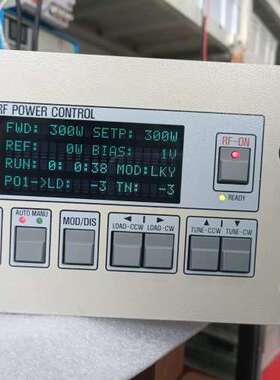 RF POWER CONTROL
FWD: 300W SETP: 300W
REF: 0W BIAS: 1V
RUN: 0: 0:38 MOD:LKY
PO1->LD: -3 TN: -3
RF-ON
READY
AUTO MANU
MOD/DIS
◄ | ►
LOAD-CCW LOAD-CW
▲ | ▼
TUNE-CCW TUNE-CW